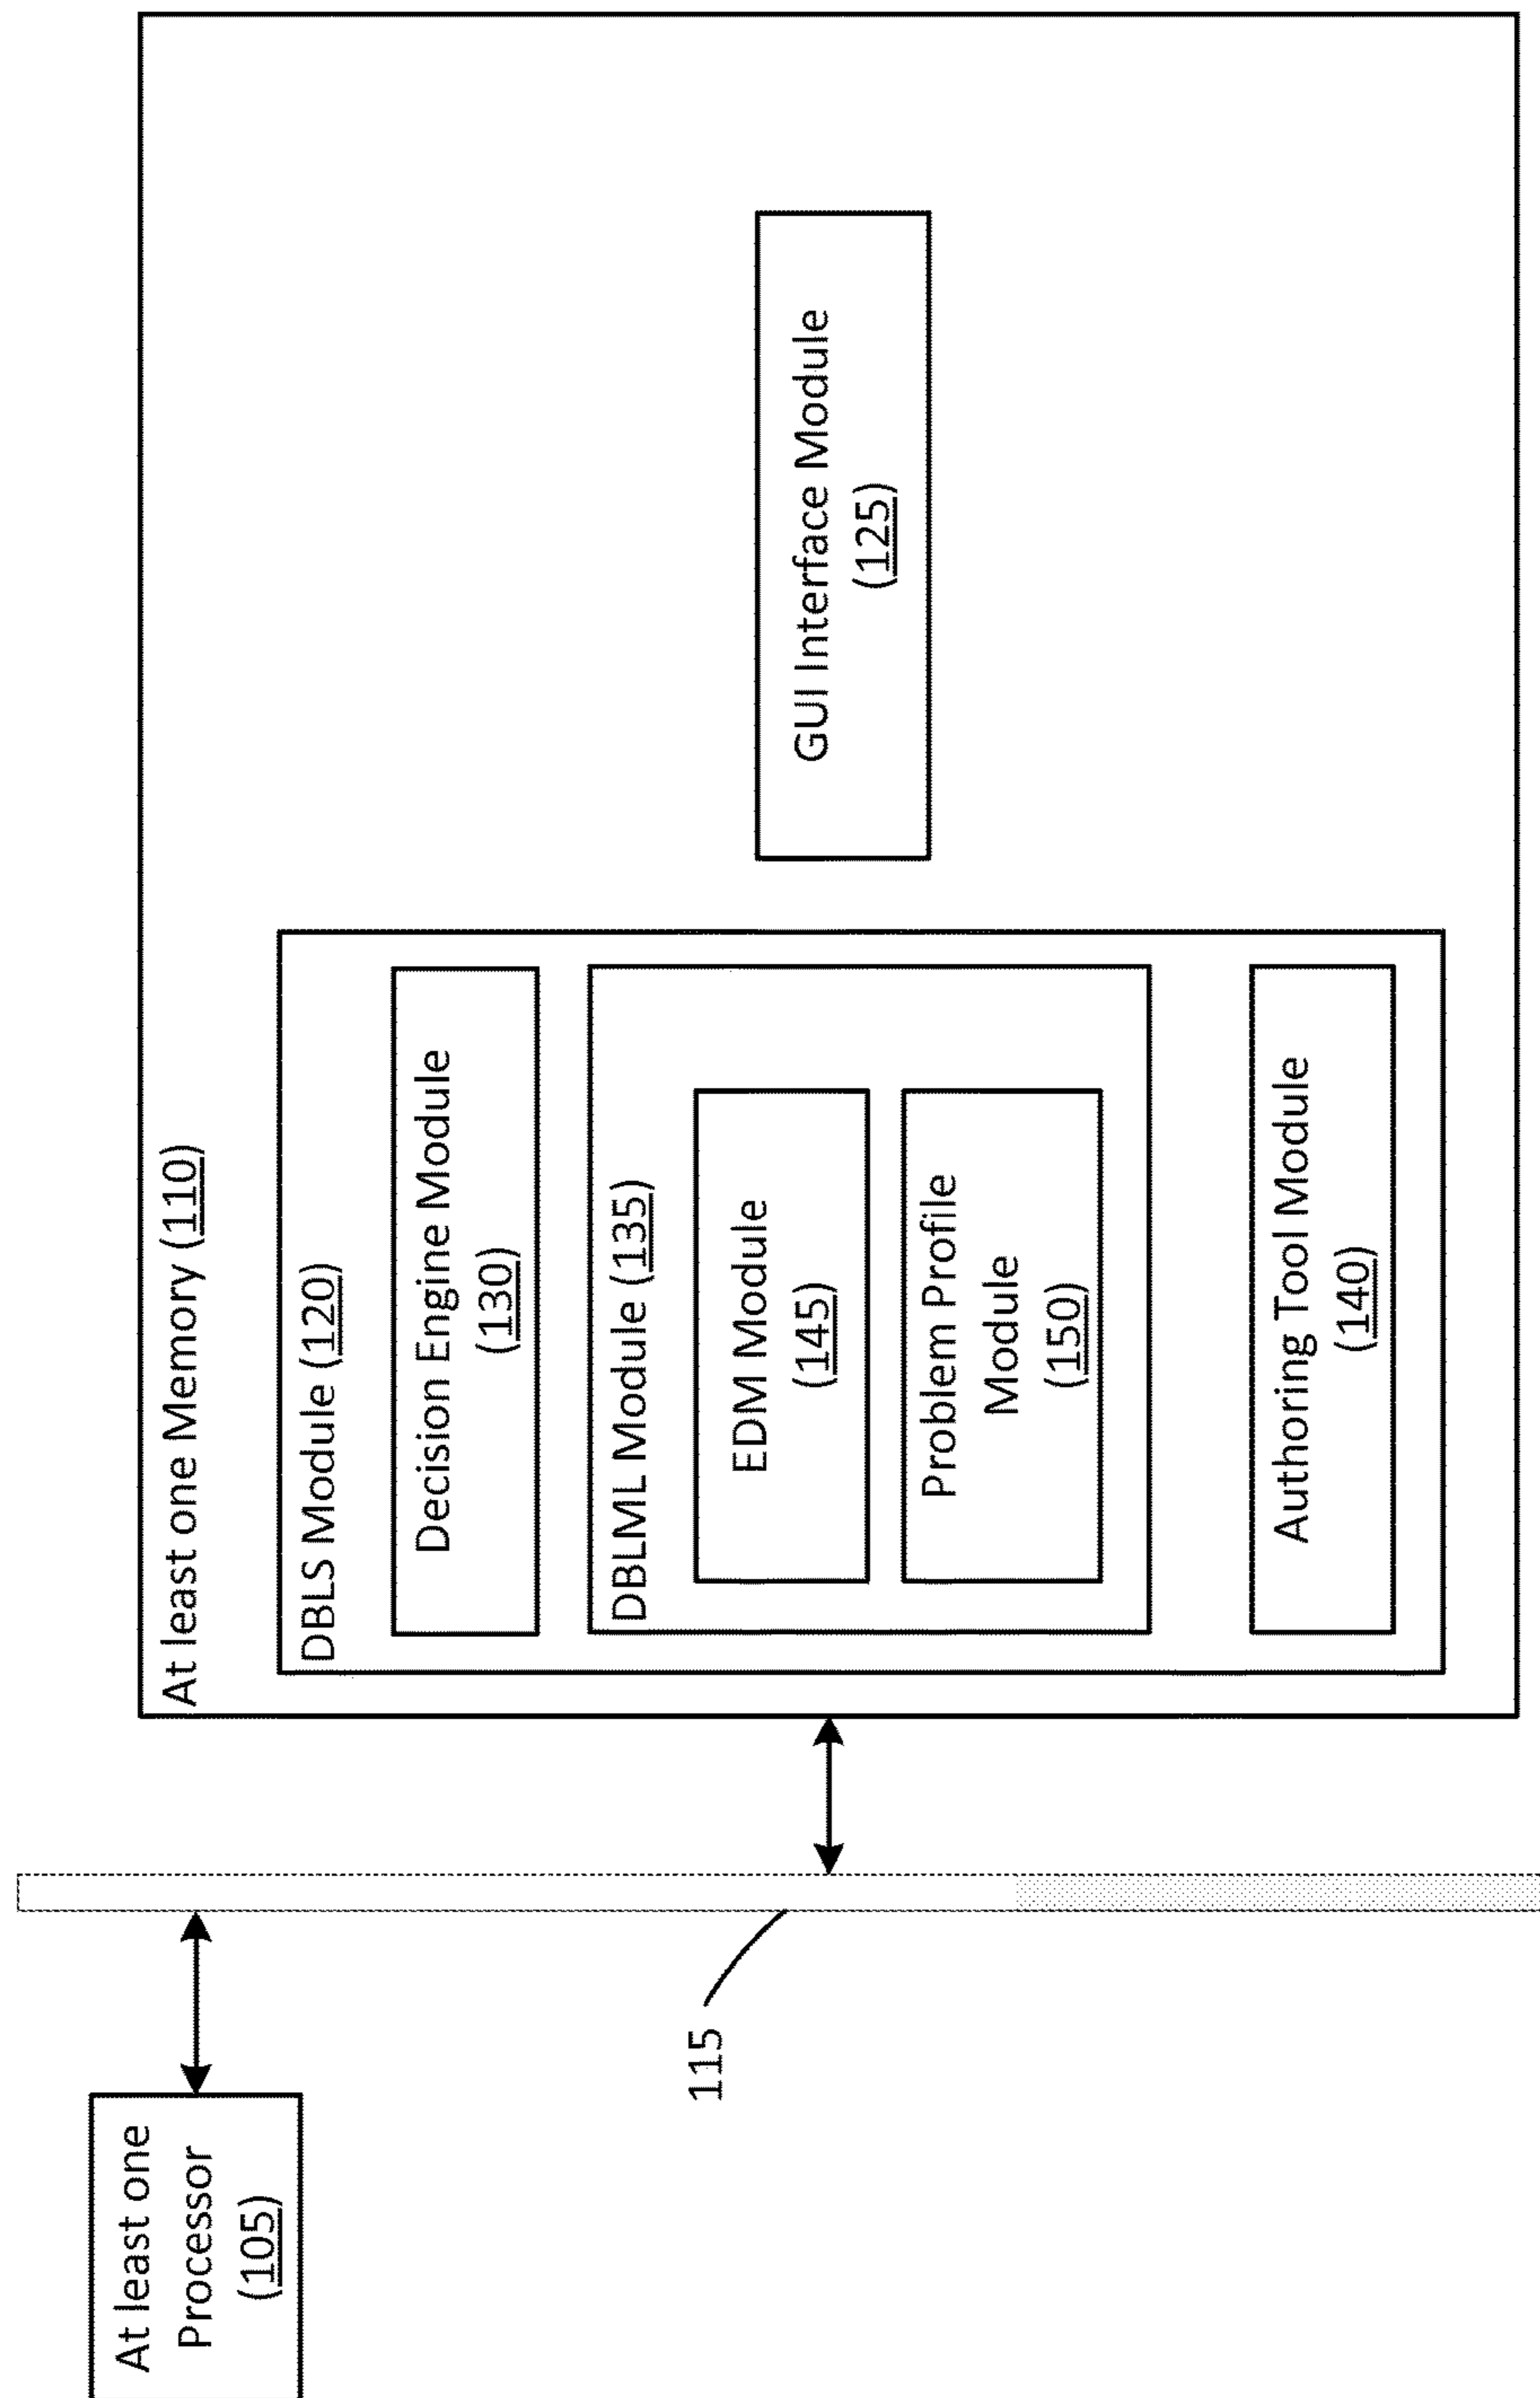 At least one
Processor
(105)
115
At least one Memory (110)
DBLS Module (120)
Decision Engine Module
(130)
DBLML Module (135)
EDM Module
(145)
Problem Profile
Module
(150)
Authoring Tool Module
(140)
GUI Interface Module
(125)